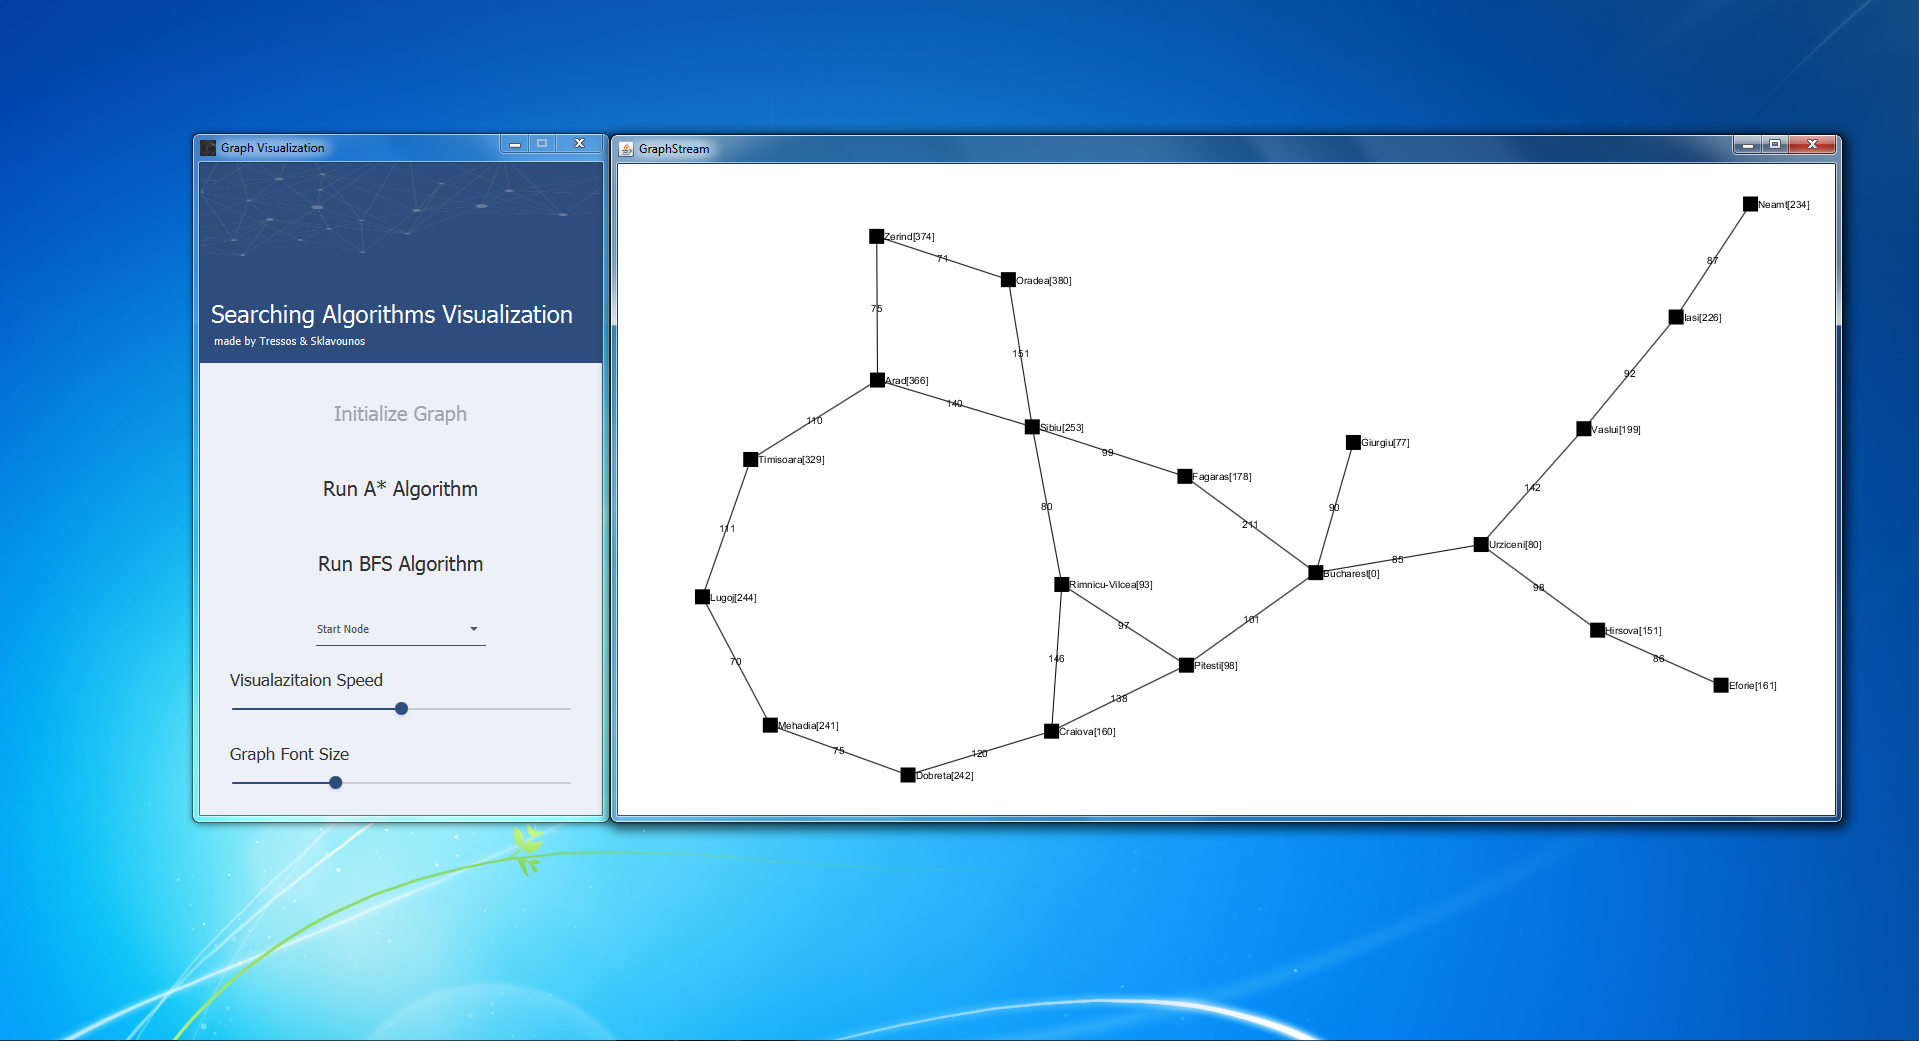 Graph Visualization
Searching Algorithms Visualization
made by Tressos & Sklavounos
Initialize Graph
Run A* Algorithm
Run BFS Algorithm
Start Node
Visualazitaion Speed
Graph Font Size
GraphStream
Neamt[234]
Zerind[374]
71
87
Oradea[380]
75
Iasi[226]
151
92
Arad[366]
140
110
Sibiu[253]
Vaslui[199]
Giurgiu[77]
99
Timisoara[329]
Fagaras[178]
142
80
90
211
111
Urziceni[80]
85
Bucharest[0]
Rimnicu-Vilcea[93]
98
Lugoj[244]
101
97
Hirsova[151]
146
86
70
Pitesti[98]
Eforie[161]
138
Mehadia[241]
Craiova[160]
75
120
Dobreta[242]